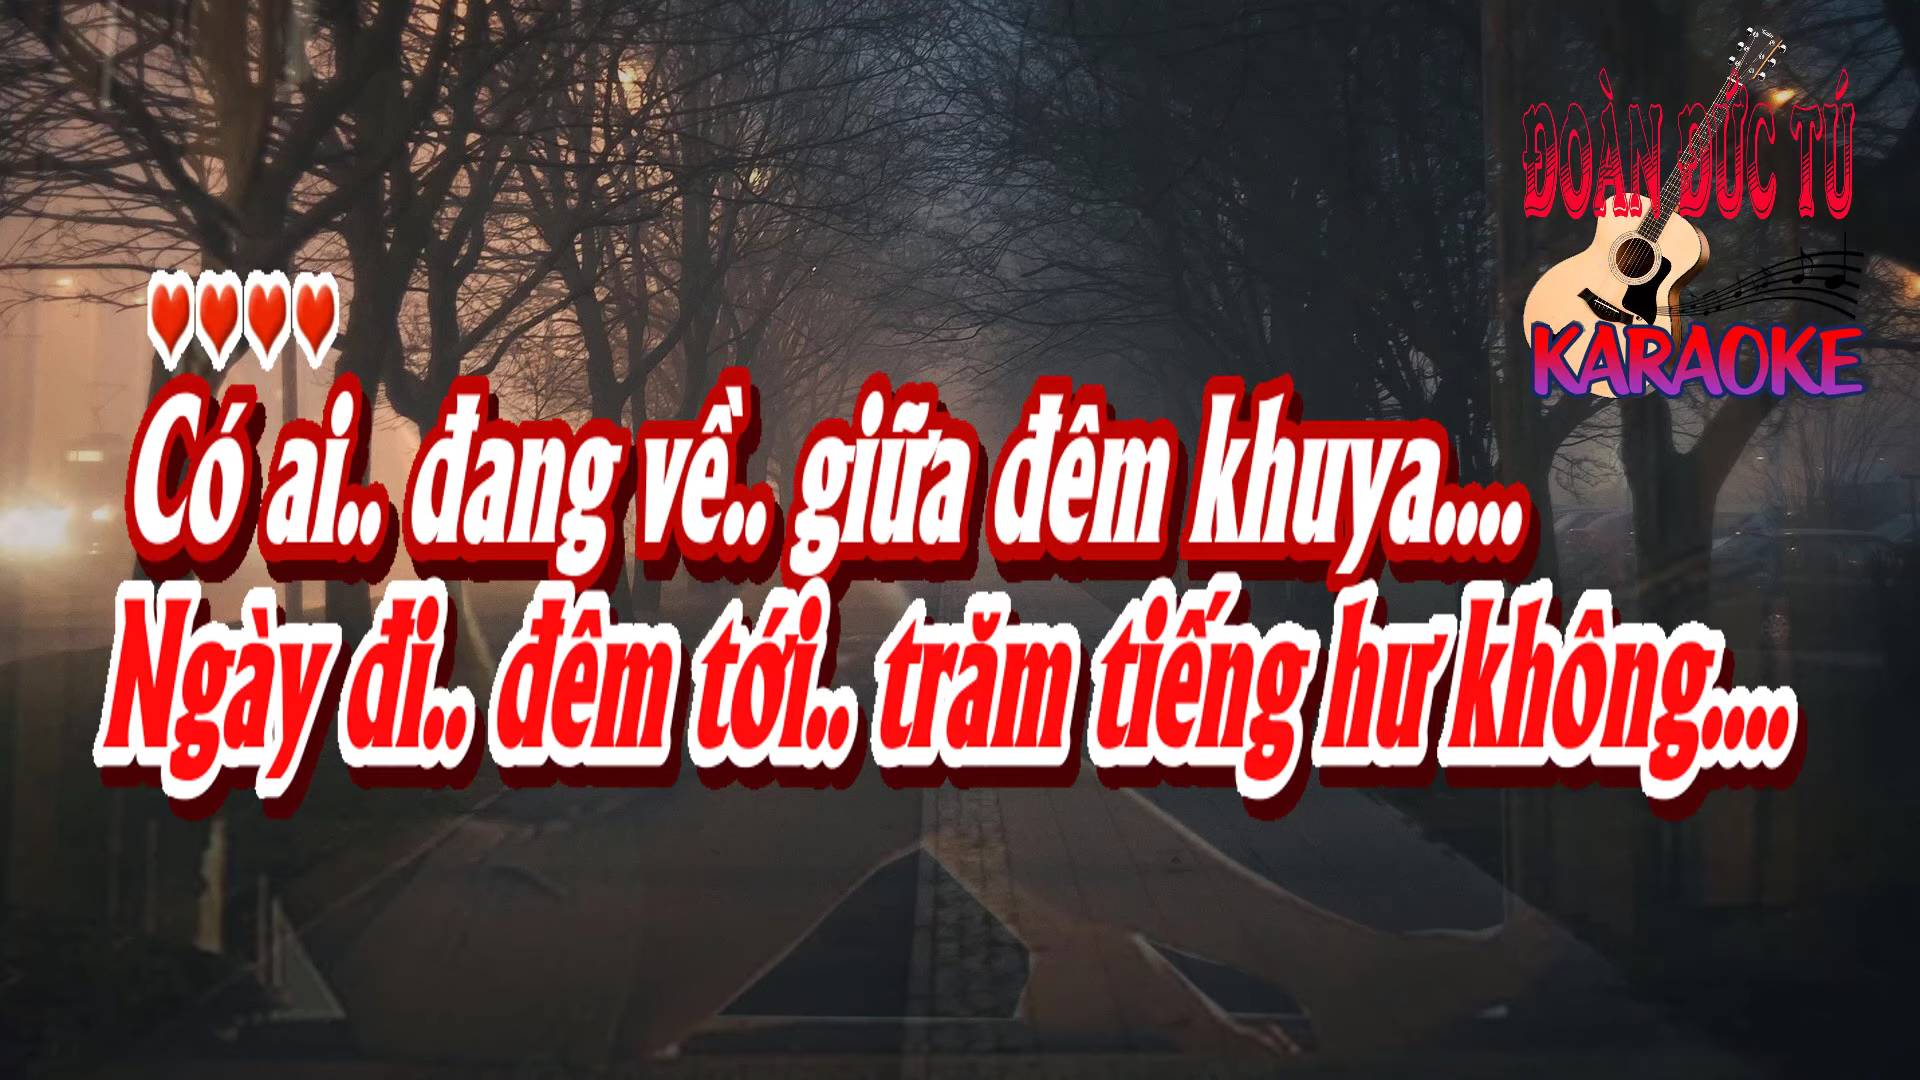 ĐOÀN ĐỨC TÚ
KARAOKE
Có ai.. đang về.. giữa đêm khuya....
Ngày đi.. đêm tới.. trăm tiếng hư không....